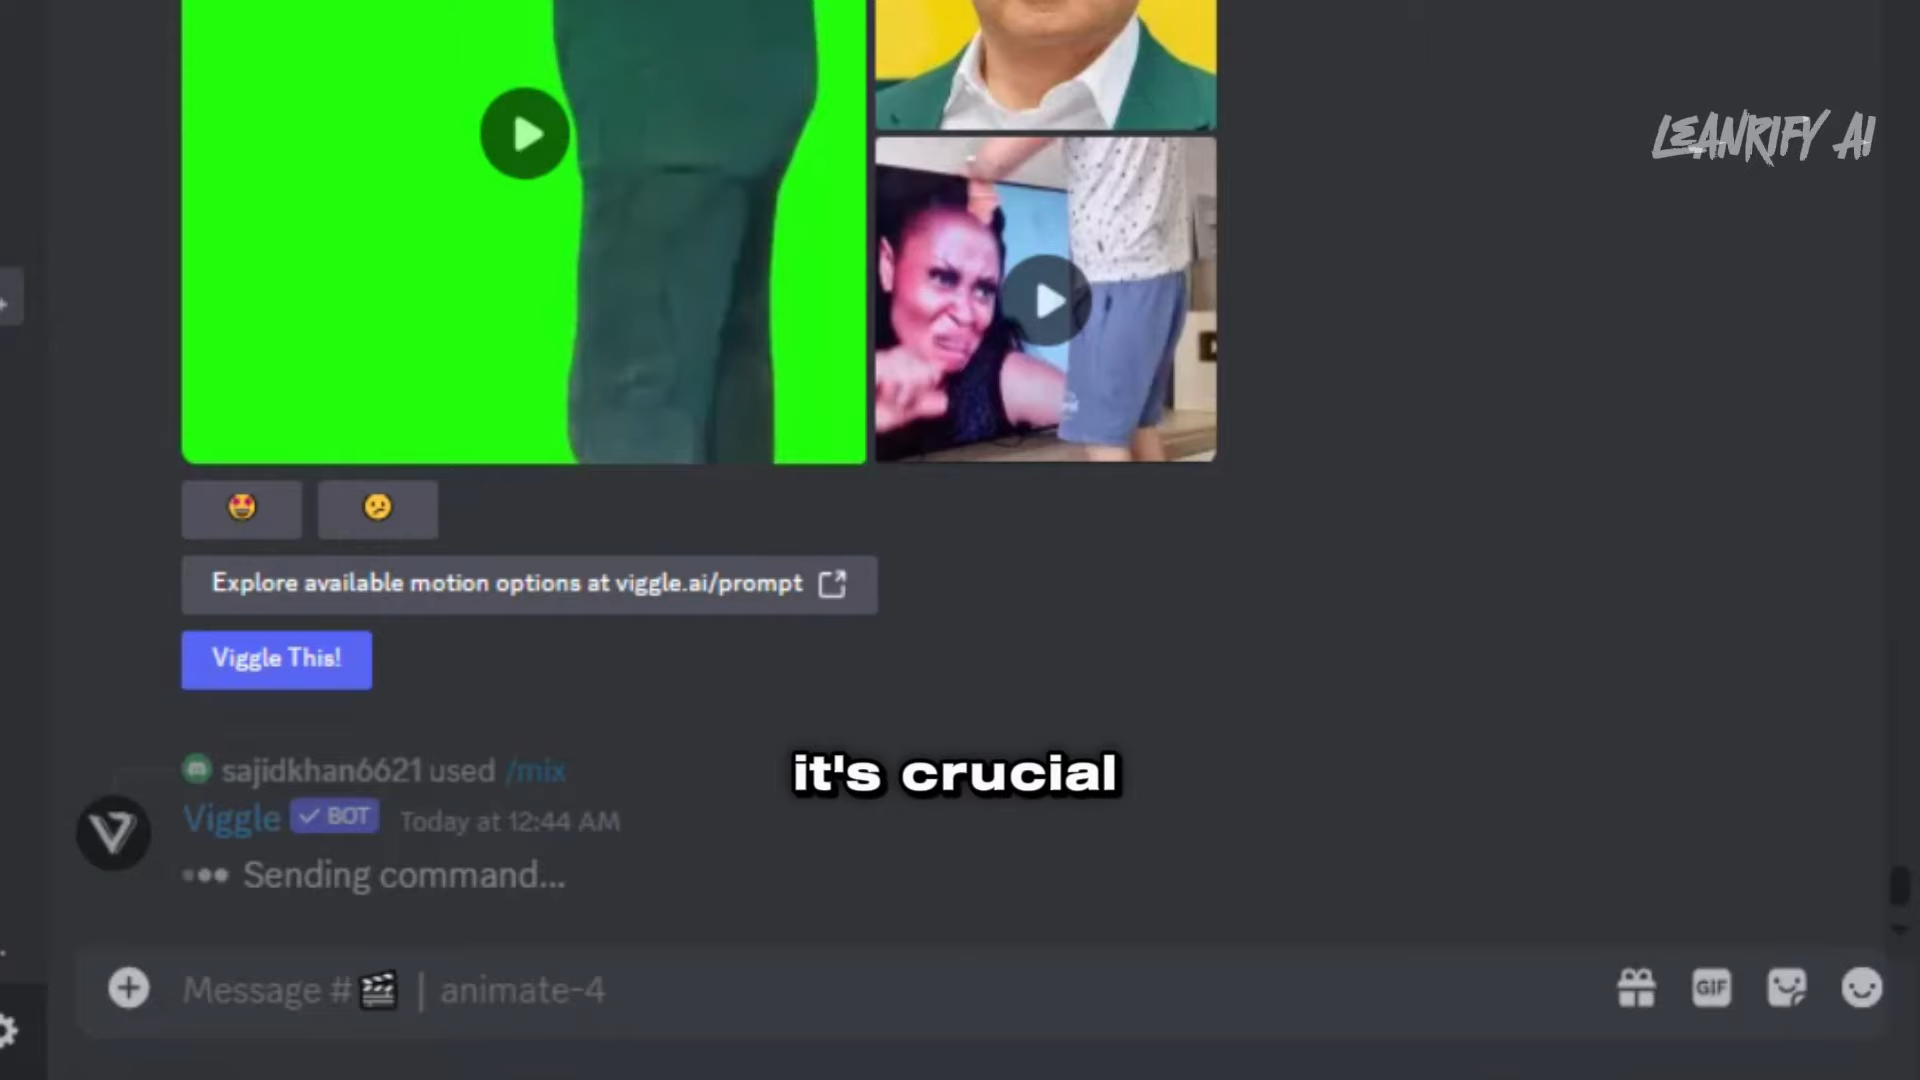 LEANRIFY AI
Explore available motion options at viggle.ai/prompt
Viggle This!
sajidkhan6621 used /mix
Viggle BOT Today at 12:44 AM
Sending command...
it's crucial
Message #🎬 | animate-4
GIF